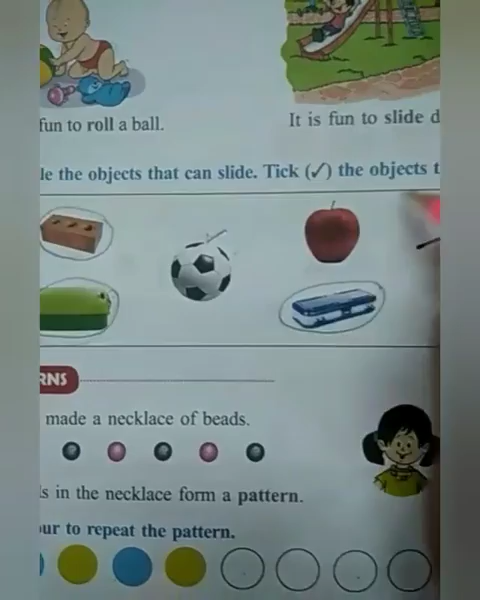 fun to roll a ball.
It is fun to slide d
le the objects that can slide. Tick (✓) the objects t
RNS
made a necklace of beads.
s in the necklace form a pattern.
ur to repeat the pattern.